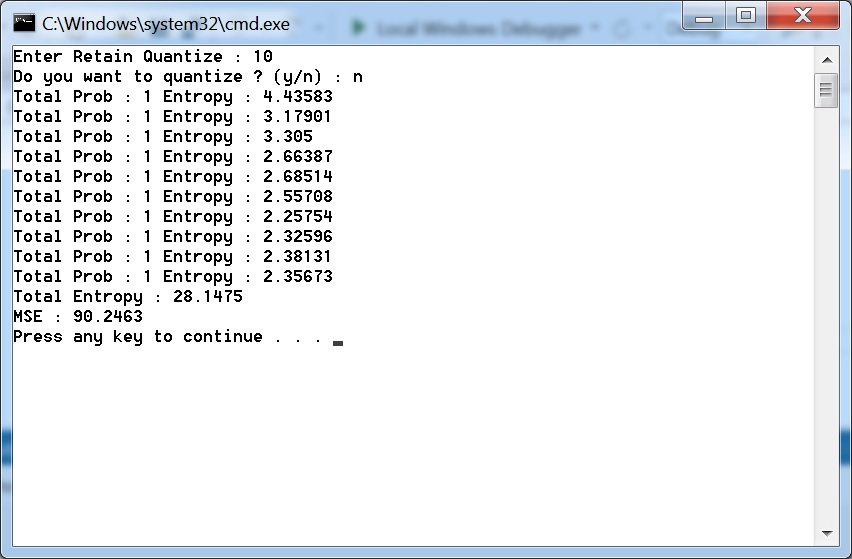 C:\Windows\system32\cmd.exe
Local Windows Debugger
Enter Retain Quantize : 10
Do you want to quantize ? (y/n) : n
Total Prob : 1 Entropy : 4.43583
Total Prob : 1 Entropy : 3.17901
Total Prob : 1 Entropy : 3.305
Total Prob : 1 Entropy : 2.66387
Total Prob : 1 Entropy : 2.68514
Total Prob : 1 Entropy : 2.55708
Total Prob : 1 Entropy : 2.25754
Total Prob : 1 Entropy : 2.32596
Total Prob : 1 Entropy : 2.38131
Total Prob : 1 Entropy : 2.35673
Total Entropy : 28.1475
MSE : 90.2463
Press any key to continue . . .